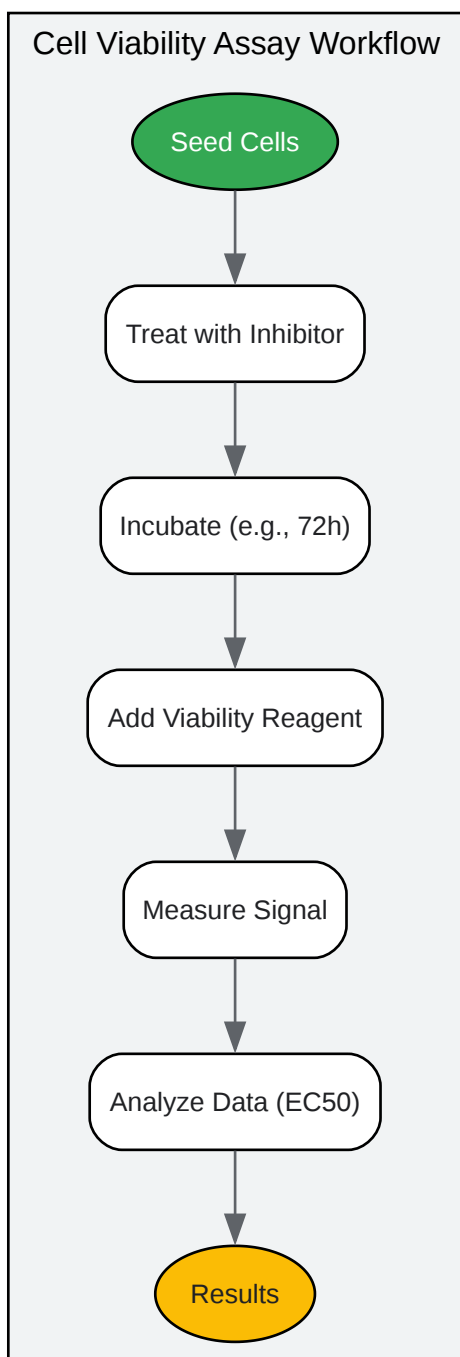 Cell Viability Assay Workflow
Seed Cells
Treat with Inhibitor
Incubate (e.g., 72h)
Add Viability Reagent
Measure Signal
Analyze Data (EC50)
Results